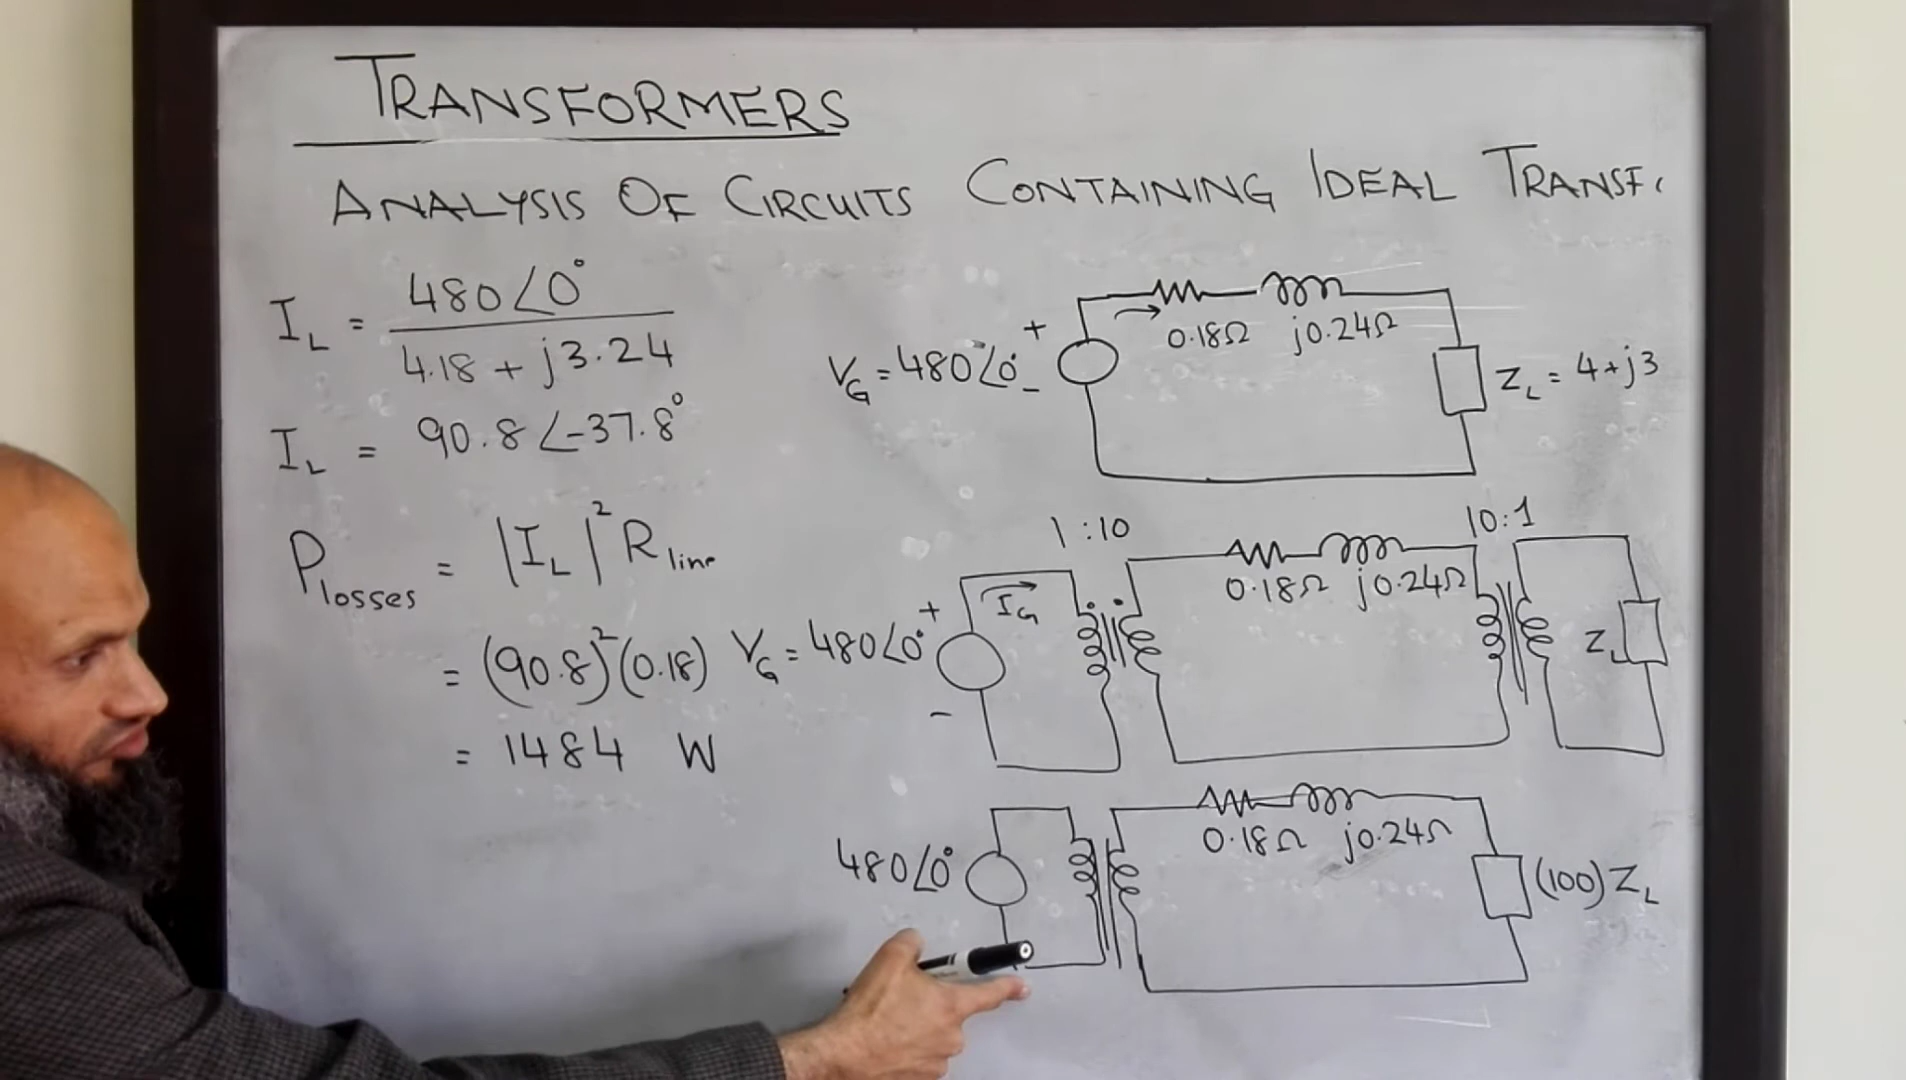 TRANSFORMERS
ANALYSIS OF CIRCUITS CONTAINING IDEAL TRANSF.
I_L = 480∠0° / 4.18 + j3.24
I_L = 90.8∠-37.8°
P_losses = |I_L|² R_line
= (90.8)²(0.18)
= 1484 W
+
0.18Ω j0.24Ω
V_G = 480∠0°
-
Z_L = 4+j3
1:10
10:1
0.18Ω j0.24Ω
I_G
+
V_G = 480∠0°
-
Z_L
0.18Ω j0.24Ω
480∠0°
(100) Z_L